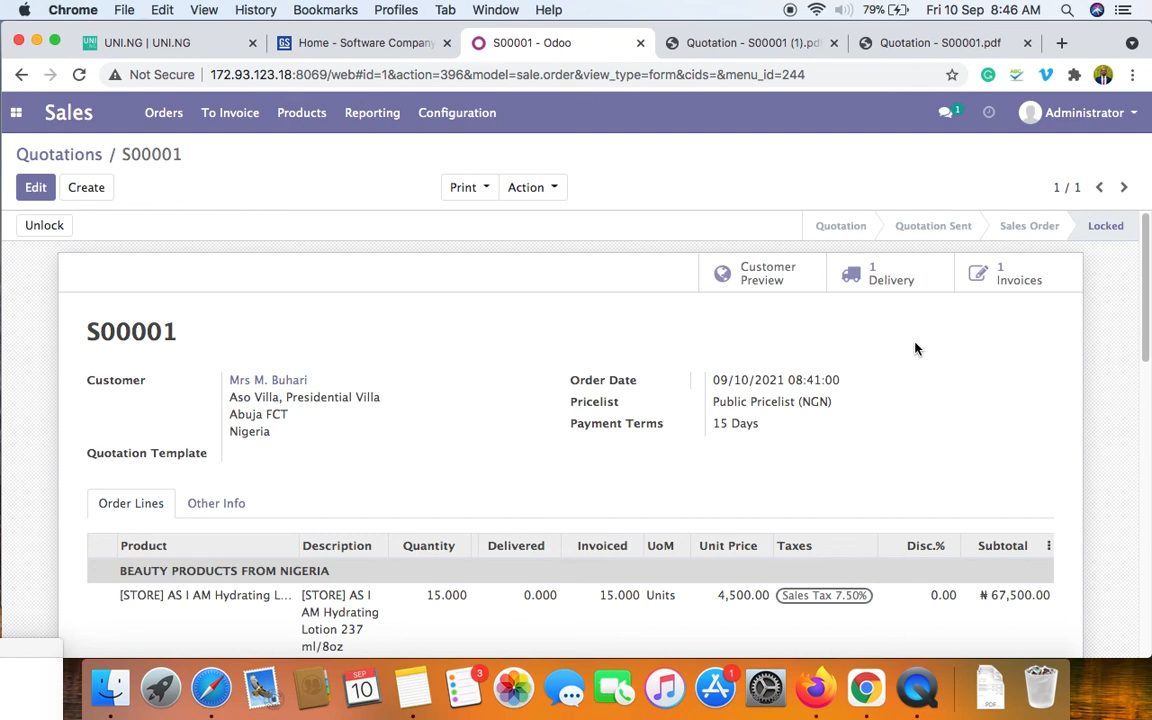 Chrome File Edit View History Bookmarks Profiles Tab Window Help 79% Fri 10 Sep 8:46 AM
UNI UNI.NG | UNI.NG GS Home - Software Company S00001 - Odoo Quotation - S00001 (1).pdf Quotation - S00001.pdf
Not Secure 172.93.123.18:8069/web#id=1&action=396&model=sale.order&view_type=form&cids=&menu_id=244
Sales Orders To Invoice Products Reporting Configuration 1 Administrator
Quotations / S00001
Edit Create Print Action 1 / 1
Unlock Quotation Quotation Sent Sales Order Locked
Customer Preview 1 Delivery 1 Invoices
S00001
Customer Mrs M. Buhari Order Date 09/10/2021 08:41:00
Aso Villa, Presidential Villa Pricelist Public Pricelist (NGN)
Abuja FCT Payment Terms 15 Days
Nigeria
Quotation Template
Order Lines Other Info
Product Description Quantity Delivered Invoiced UoM Unit Price Taxes Disc.% Subtotal
BEAUTY PRODUCTS FROM NIGERIA
[STORE] AS I AM Hydrating L... [STORE] AS I 15.000 0.000 15.000 Units 4,500.00 Sales Tax 7.50% 0.00 ₦ 67,500.00
AM Hydrating
Lotion 237
ml/8oz
SEP 10 3 1 PDF